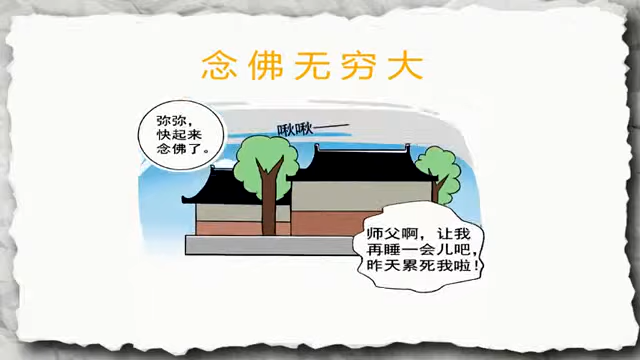 念佛无穷大
弥弥，
快起来
念佛了。
啾啾——
师父啊，让我
再睡一会儿吧，
昨天累死我啦！